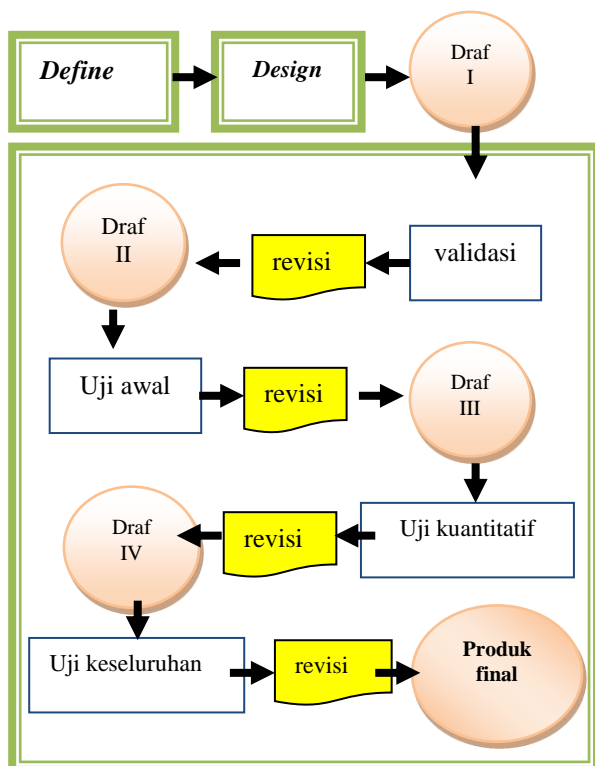 Define
Design
Draf
I
validasi
revisi
Draf
II
Uji awal
revisi
Draf
III
Uji kuantitatif
revisi
Draf
IV
Uji keseluruhan
revisi
Produk
final